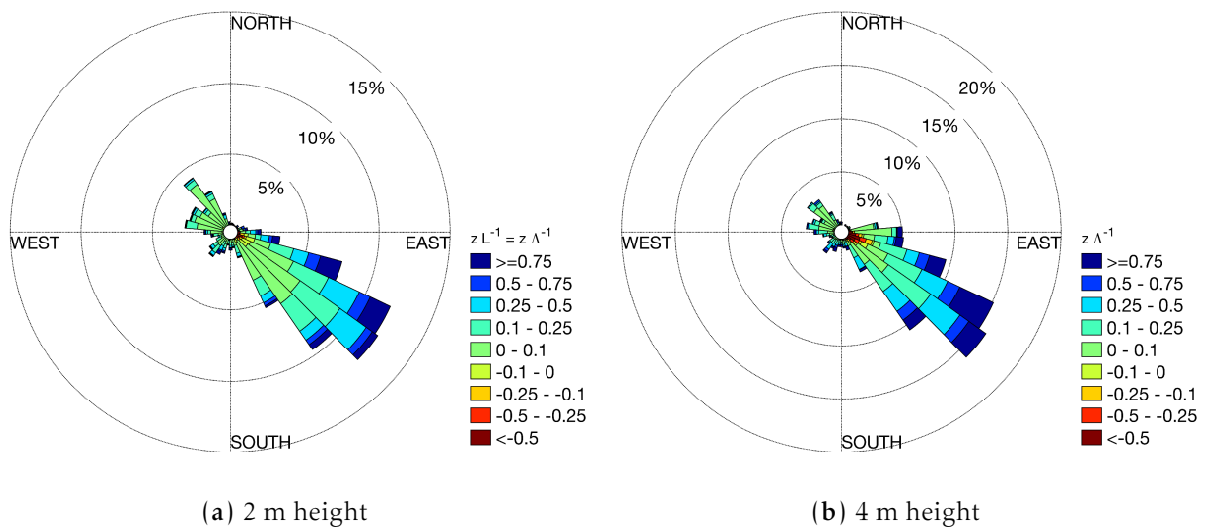 NORTH
15%
10%
5%
WEST
EAST
SOUTH
z L⁻¹ = z Λ⁻¹
>=0.75
0.5 - 0.75
0.25 - 0.5
0.1 - 0.25
0 - 0.1
-0.1 - 0
-0.25 - -0.1
-0.5 - -0.25
<-0.5
(a) 2 m height
NORTH
20%
15%
10%
5%
WEST
EAST
SOUTH
z Λ⁻¹
>=0.75
0.5 - 0.75
0.25 - 0.5
0.1 - 0.25
0 - 0.1
-0.1 - 0
-0.25 - -0.1
-0.5 - -0.25
<-0.5
(b) 4 m height